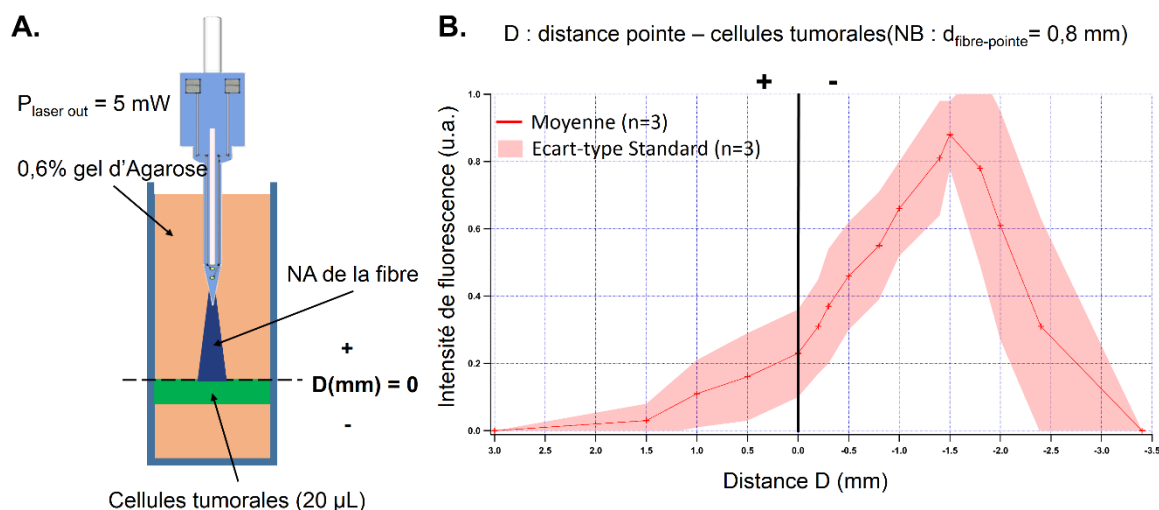 A.
P laser out = 5 mW
0,6% gel d'Agarose
NA de la fibre
+
D(mm) = 0
-
Cellules tumorales (20 µL)
B.
D : distance pointe – cellules tumorales(NB : dfibre-pointe= 0,8 mm)
+ -
Moyenne (n=3)
Ecart-type Standard (n=3)
Intensité de fluorescence (u.a.)
1.0
0.8
0.6
0.4
0.2
0.0
3.0 2.5 2.0 1.5 1.0 0.5 0.0 -0.5 -1.0 -1.5 -2.0 -2.5 -3.0 -3.5
Distance D (mm)